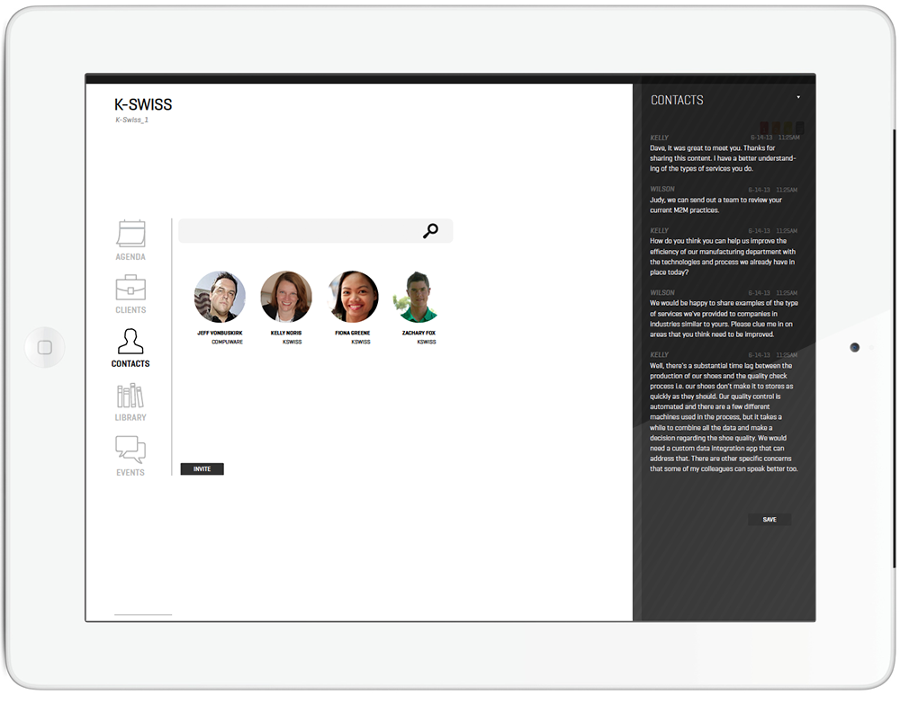 K-SWISS
K-Swiss_1
AGENDA
CLIENTS
CONTACTS
LIBRARY
EVENTS
JEFF VONBUSKIRK
COMPUWARE
KELLY NORIS
KSWISS
FIONA GREENE
KSWISS
ZACHARY FOX
KSWISS
INVITE
CONTACTS
KELLY 6-14-13 11:25AM
Dave, it was great to meet you. Thanks for
sharing this content. I have a better understand-
ing of the types of services you do.
WILSON 6-14-13 11:25AM
Judy, we can send out a team to review your
current M2M practices.
KELLY 6-14-13 11:25AM
How do you think you can help us improve the
efficiency of our manufacturing department with
the technologies and process we already have in
place today?
WILSON 6-14-13 11:25AM
We would be happy to share examples of the type
of services we've provided to companies in
industries similar to yours. Please clue me in on
areas that you think need to be improved.
KELLY 6-14-13 11:25AM
Well, there's a substantial time lag between the
production of our shoes and the quality check
process i.e. our shoes don't make it to stores as
quickly as they should. Our quality control is
automated and there are a few different
machines used in the process, but it takes a
while to combine all the data and make a
decision regarding the shoe quality. We would
need a custom data integration app that can
address that. There are other specific concerns
that some of my colleagues can speak better too.
SAVE